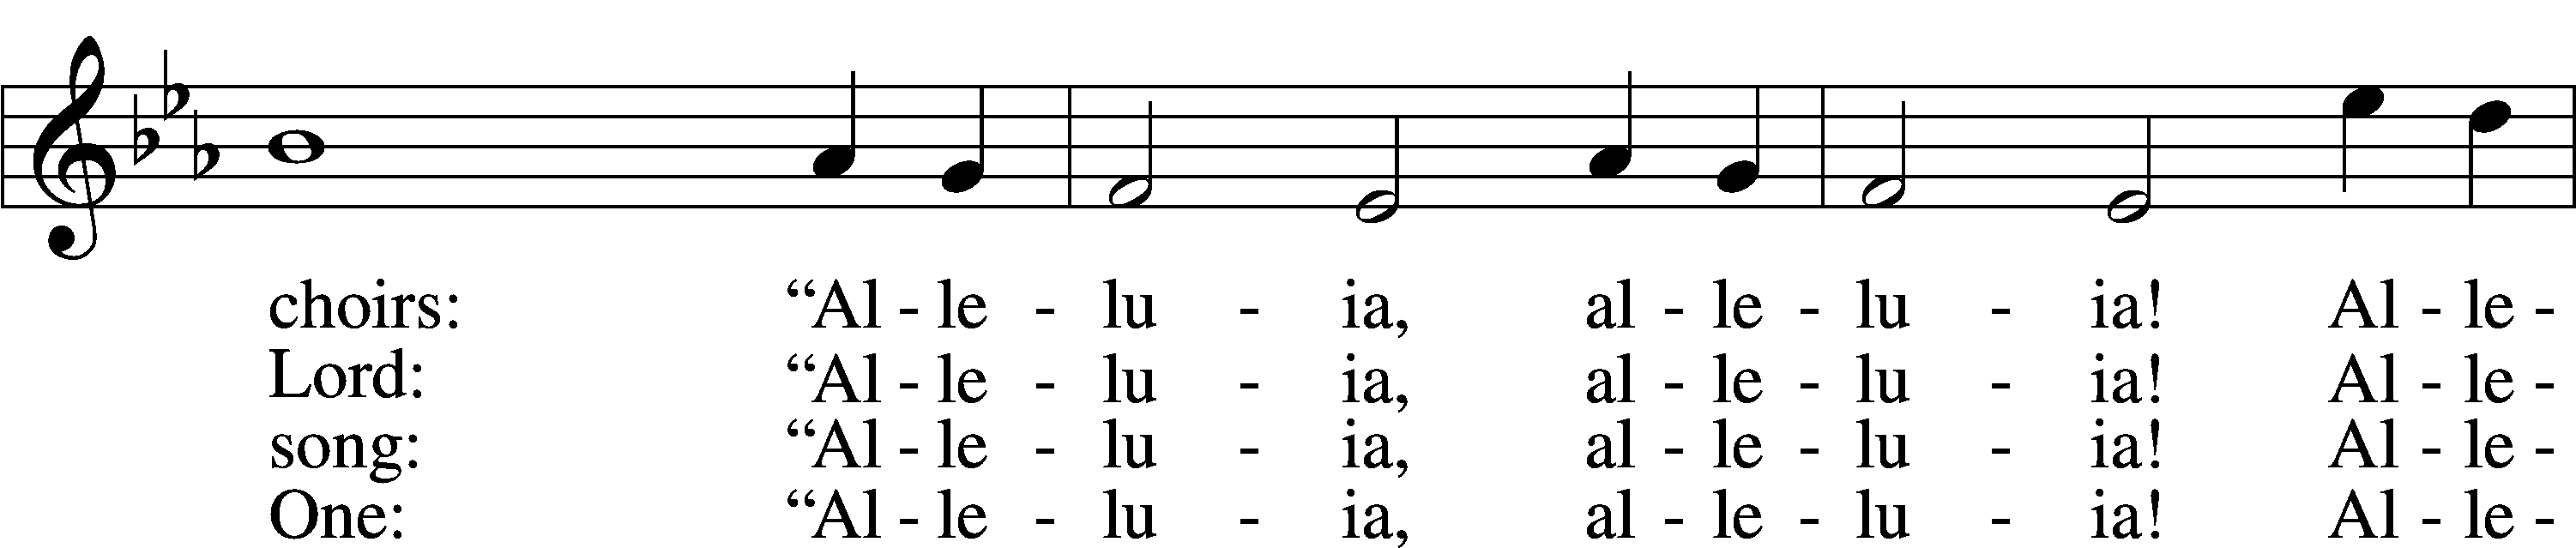 choirs: “Al - le - lu - ia, al - le - lu - ia! Al - le -
Lord: “Al - le - lu - ia, al - le - lu - ia! Al - le -
song: “Al - le - lu - ia, al - le - lu - ia! Al - le -
One: “Al - le - lu - ia, al - le - lu - ia! Al - le -